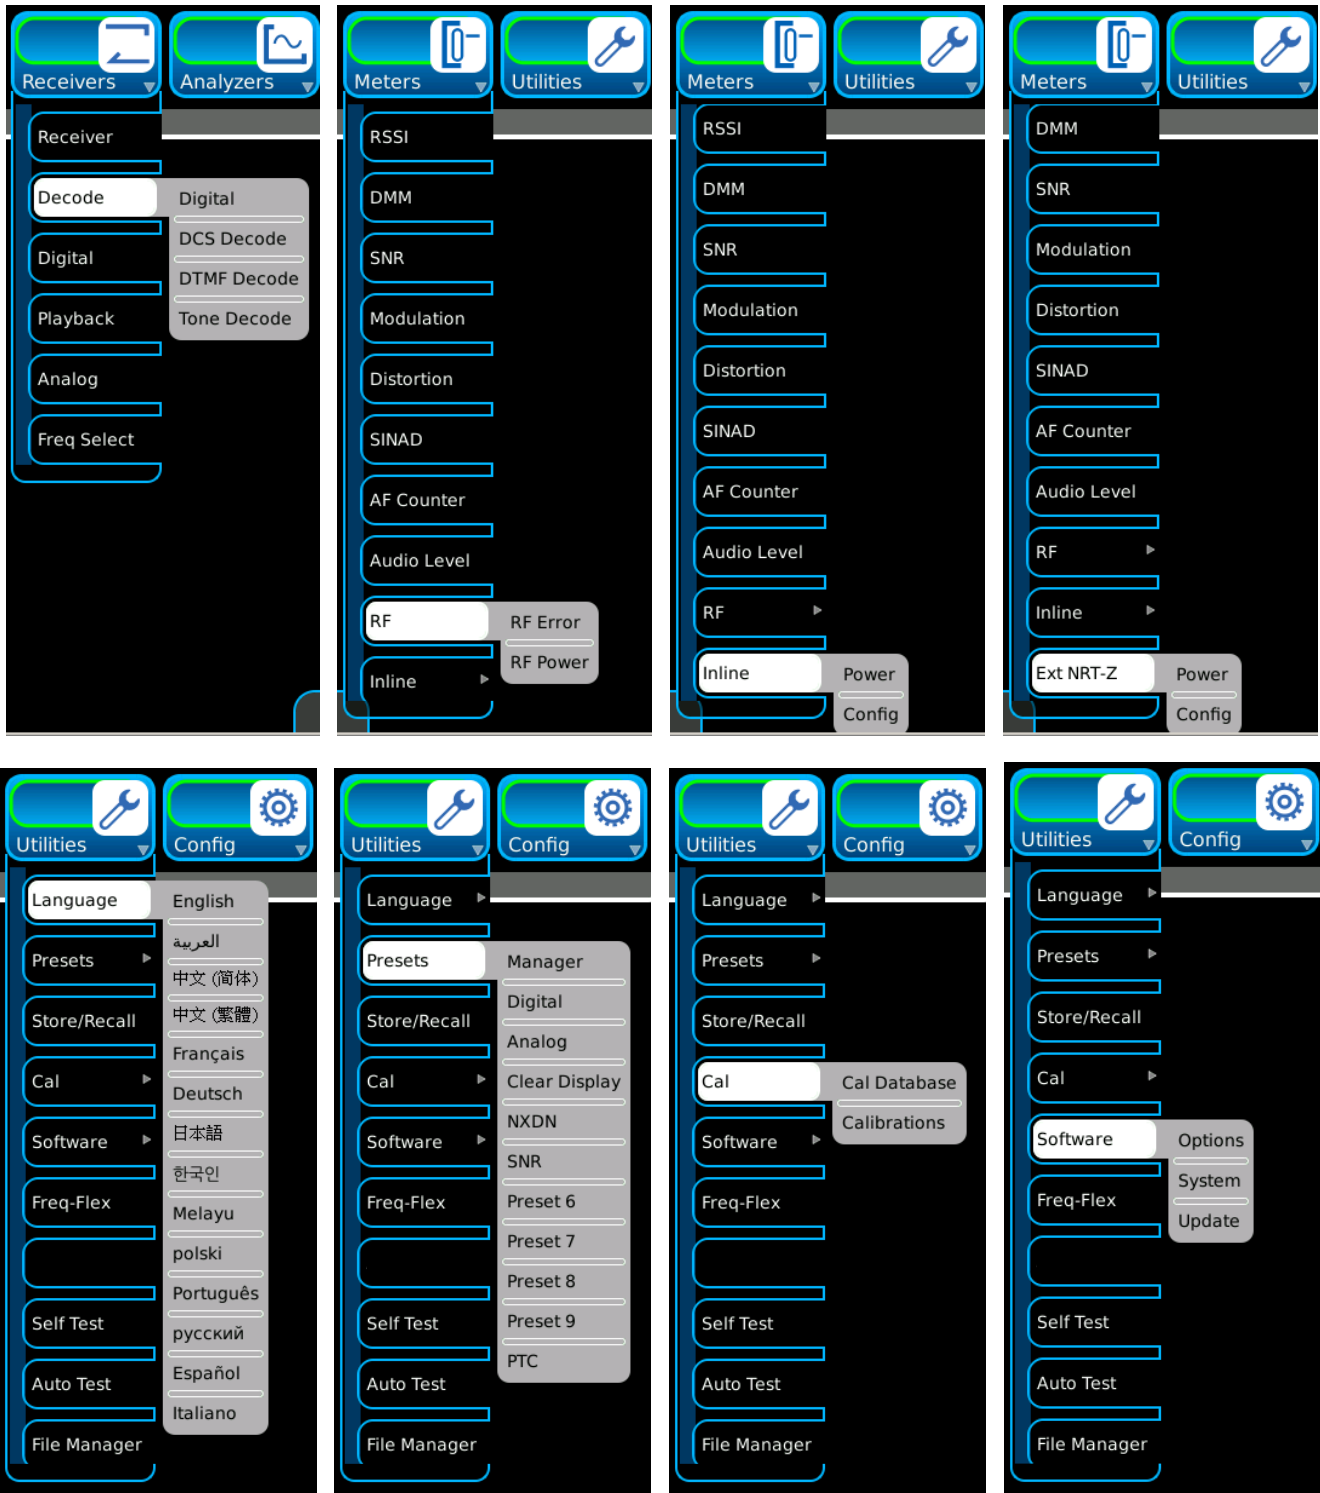 Receivers
Analyzers
Receiver
Decode
Digital
DCS Decode
DTMF Decode
Tone Decode
Digital
Playback
Analog
Freq Select
Meters
Utilities
RSSI
DMM
SNR
Modulation
Distortion
SINAD
AF Counter
Audio Level
RF
RF Error
RF Power
Inline
Meters
Utilities
RSSI
DMM
SNR
Modulation
Distortion
SINAD
AF Counter
Audio Level
RF
Inline
Power
Config
Meters
Utilities
DMM
SNR
Modulation
Distortion
SINAD
AF Counter
Audio Level
RF
Inline
Ext NRT-Z
Power
Config
Utilities
Config
Language
Presets
Store/Recall
Cal
Software
Freq-Flex
Self Test
Auto Test
File Manager
English
العربية
中文 (简体)
中文 (繁體)
Français
Deutsch
日本語
한국인
Melayu
polski
Português
русский
Español
Italiano
Utilities
Config
Language
Presets
Store/Recall
Cal
Software
Freq-Flex
Self Test
Auto Test
File Manager
Manager
Digital
Analog
Clear Display
NXDN
SNR
Preset 6
Preset 7
Preset 8
Preset 9
PTC
Utilities
Config
Language
Presets
Store/Recall
Cal
Cal Database
Calibrations
Software
Freq-Flex
Self Test
Auto Test
File Manager
Utilities
Config
Language
Presets
Store/Recall
Cal
Software
Options
System
Update
Freq-Flex
Self Test
Auto Test
File Manager